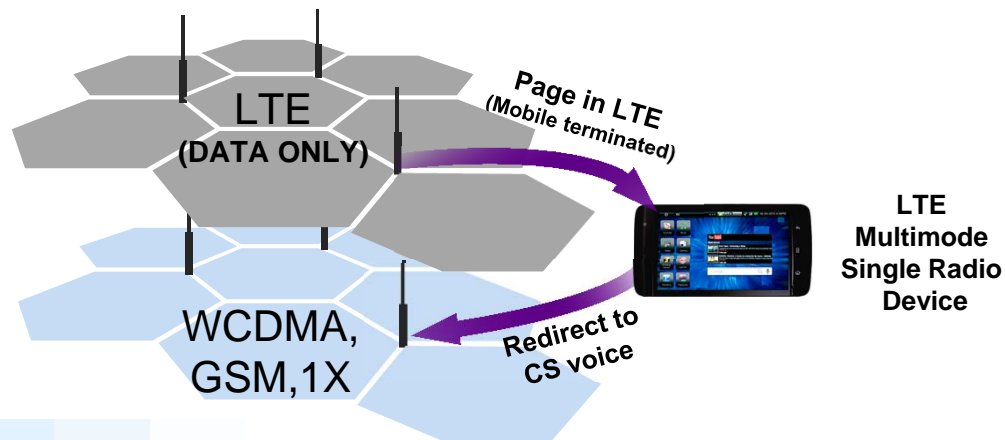 LTE
(DATA ONLY)
Page in LTE
(Mobile terminated)
LTE
Multimode
Single Radio
Device
WCDMA,
GSM,1X
Redirect to
CS voice